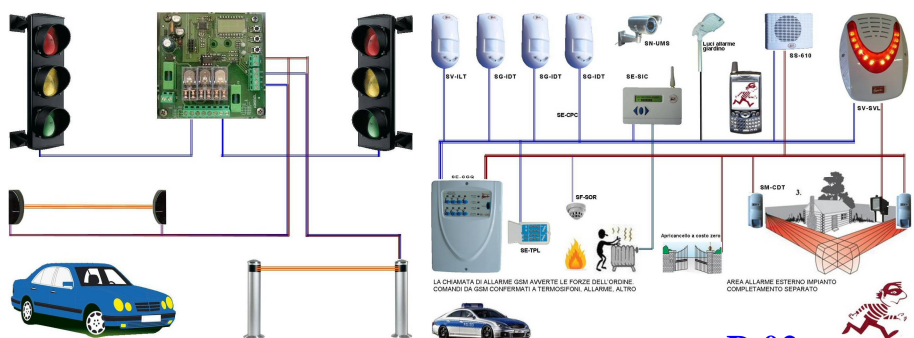 SN-UMS
Luci allarme
giardino
SS-610
SV-ILT
SG-IDT
SG-IDT
SG-IDT
SE-SIC
SV-SVL
SE-CPC
SM-CDT
3.
SF-SOR
SE-TPL
Apricancello a costo zero
LA CHIAMATA DI ALLARME GSM AVVERTE LE FORZE DELL'ORDINE.
COMANDI DA GSM CONFERMATI A TERMOSIFONI, ALLARME, ALTRO
AREA ALLARME ESTERNO IMPIANTO
COMPLETAMENTO SEPARATO